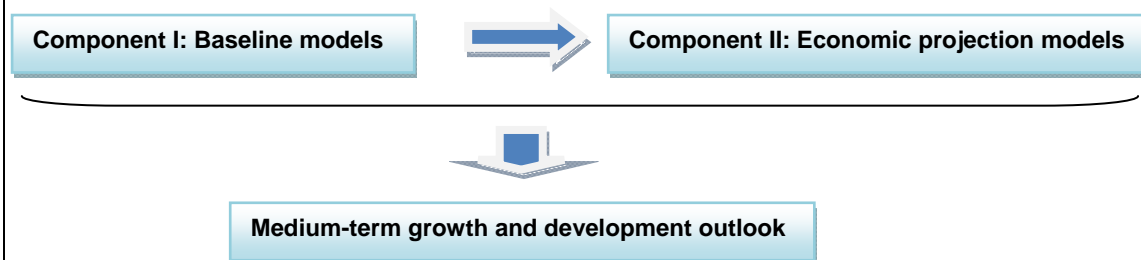 Component I: Baseline models
Component II: Economic projection models
Medium-term growth and development outlook